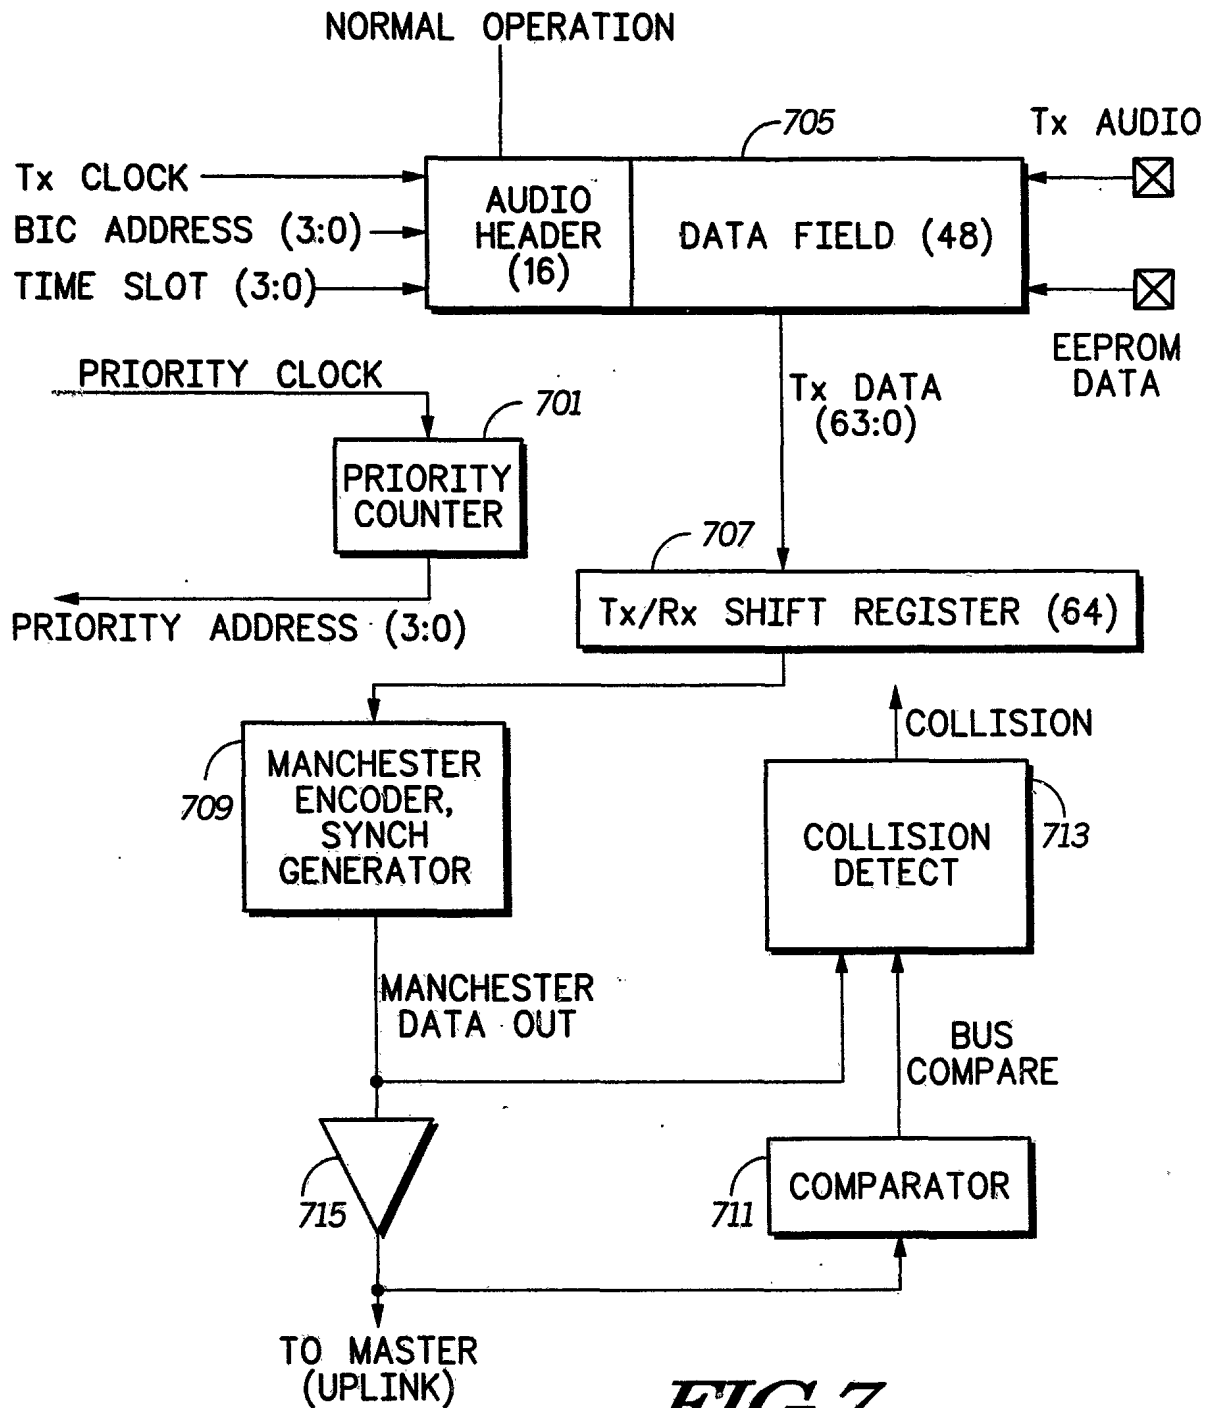 NORMAL OPERATION
705
Tx AUDIO
Tx CLOCK
BIC ADDRESS (3:0)
TIME SLOT (3:0)
AUDIO
HEADER
(16)
DATA FIELD (48)
EEPROM
DATA
PRIORITY CLOCK
701
Tx DATA
(63:0)
PRIORITY
COUNTER
707
PRIORITY ADDRESS (3:0)
Tx/Rx SHIFT REGISTER (64)
COLLISION
MANCHESTER
ENCODER,
SYNCH
GENERATOR
709
COLLISION
DETECT
713
MANCHESTER
DATA OUT
BUS
COMPARE
715
711
COMPARATOR
TO MASTER
(UPLINK)
FIG.7